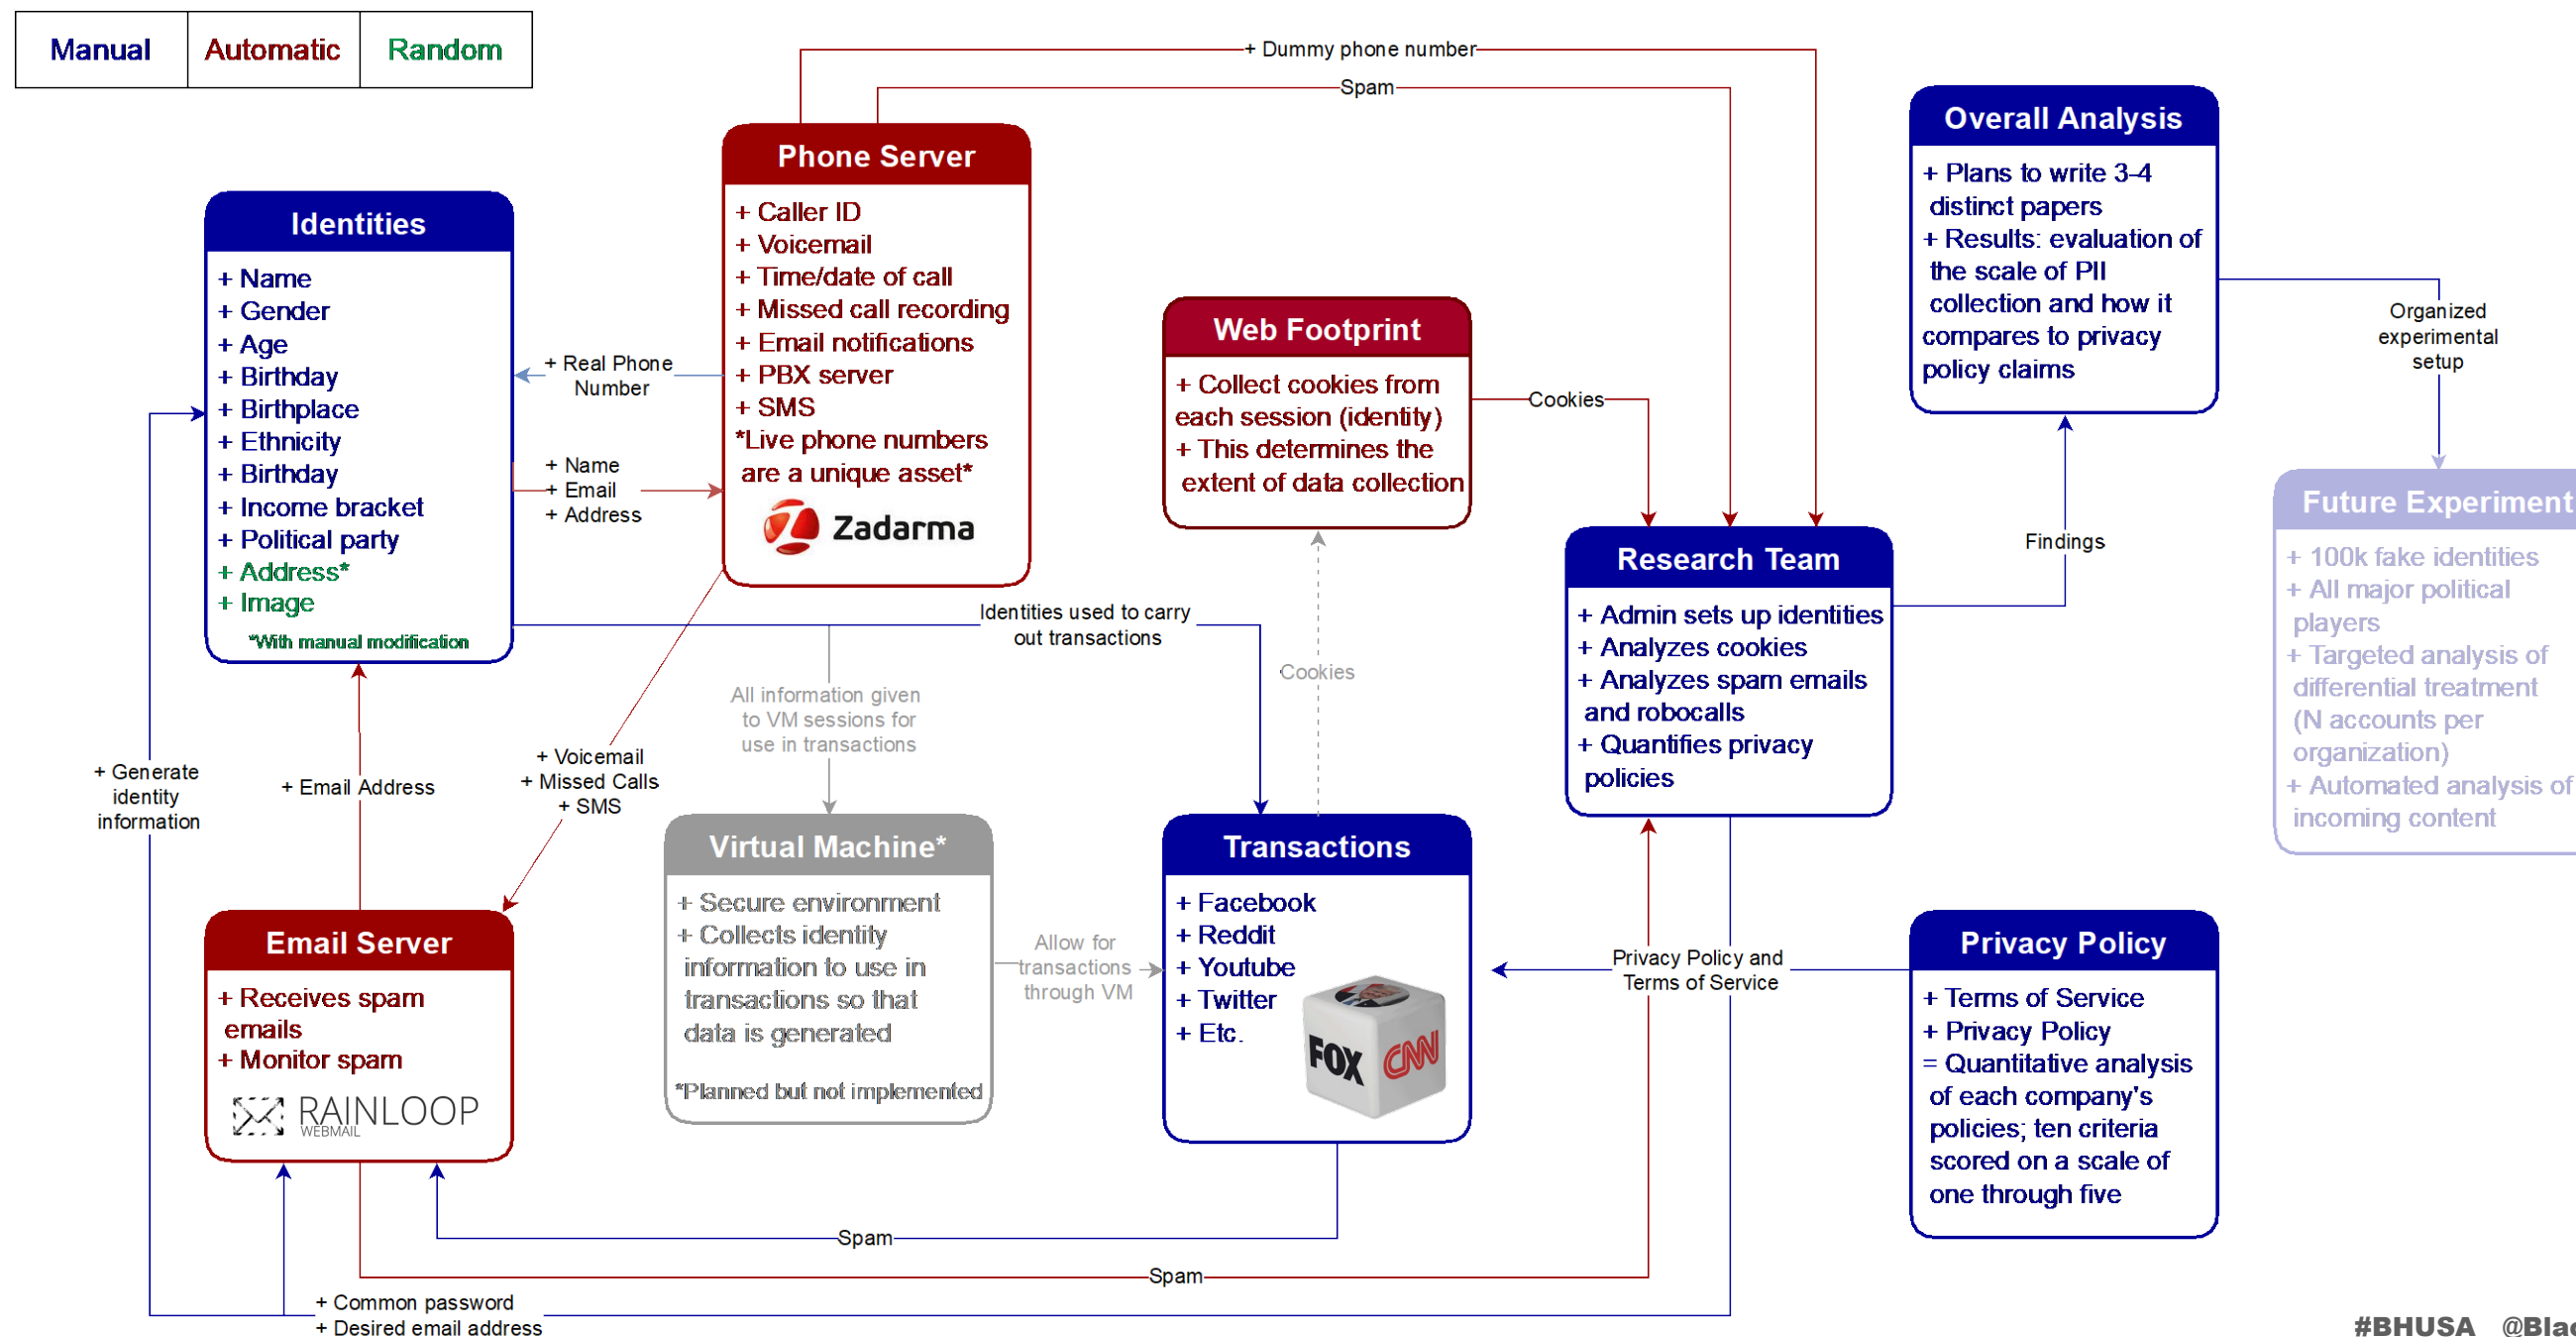 Manual
Automatic
Random
+ Dummy phone number
Spam
Phone Server
+ Caller ID
+ Voicemail
+ Time/date of call
+ Missed call recording
+ Email notifications
+ PBX server
+ SMS
*Live phone numbers
are a unique asset*
Zadarma
Identities
+ Name
+ Gender
+ Age
+ Birthday
+ Birthplace
+ Ethnicity
+ Birthday
+ Income bracket
+ Political party
+ Address*
+ Image
*With manual modification
+ Real Phone
Number
+ Name
+ Email
+ Address
Web Footprint
+ Collect cookies from
each session (identity)
+ This determines the
extent of data collection
Cookies
Overall Analysis
+ Plans to write 3-4
distinct papers
+ Results: evaluation of
the scale of PII
collection and how it
compares to privacy
policy claims
Organized
experimental
setup
Findings
Future Experiment
+ 100k fake identities
+ All major political
players
+ Targeted analysis of
differential treatment
(N accounts per
organization)
+ Automated analysis of
incoming content
Research Team
+ Admin sets up identities
+ Analyzes cookies
+ Analyzes spam emails
and robocalls
+ Quantifies privacy
policies
Identities used to carry
out transactions
All information given
to VM sessions for
use in transactions
Cookies
+ Voicemail
+ Missed Calls
+ SMS
+ Generate
identity
information
+ Email Address
Email Server
+ Receives spam
emails
+ Monitor spam
RAINLOOP
WEBMAIL
Virtual Machine*
+ Secure environment
+ Collects identity
information to use in
transactions so that
data is generated
*Planned but not implemented
Allow for
transactions
through VM
Transactions
+ Facebook
+ Reddit
+ Youtube
+ Twitter
+ Etc.
FOX
CNN
Privacy Policy and
Terms of Service
Privacy Policy
+ Terms of Service
+ Privacy Policy
= Quantitative analysis
of each company's
policies; ten criteria
scored on a scale of
one through five
Spam
Spam
+ Common password
+ Desired email address
#BHUSA